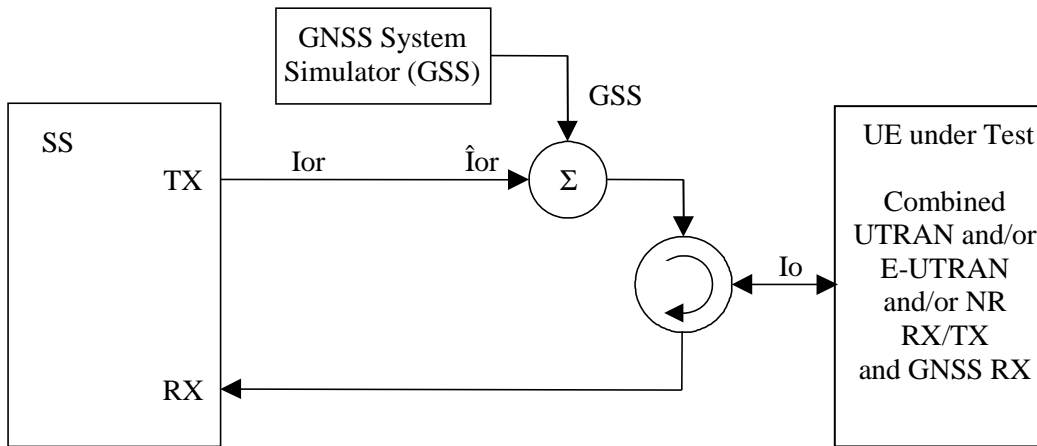 GNSS System
Simulator (GSS)
GSS
SS
TX
Ior
Îor
Σ
Io
RX
UE under Test
Combined
UTRAN and/or
E-UTRAN
and/or NR
RX/TX
and GNSS RX